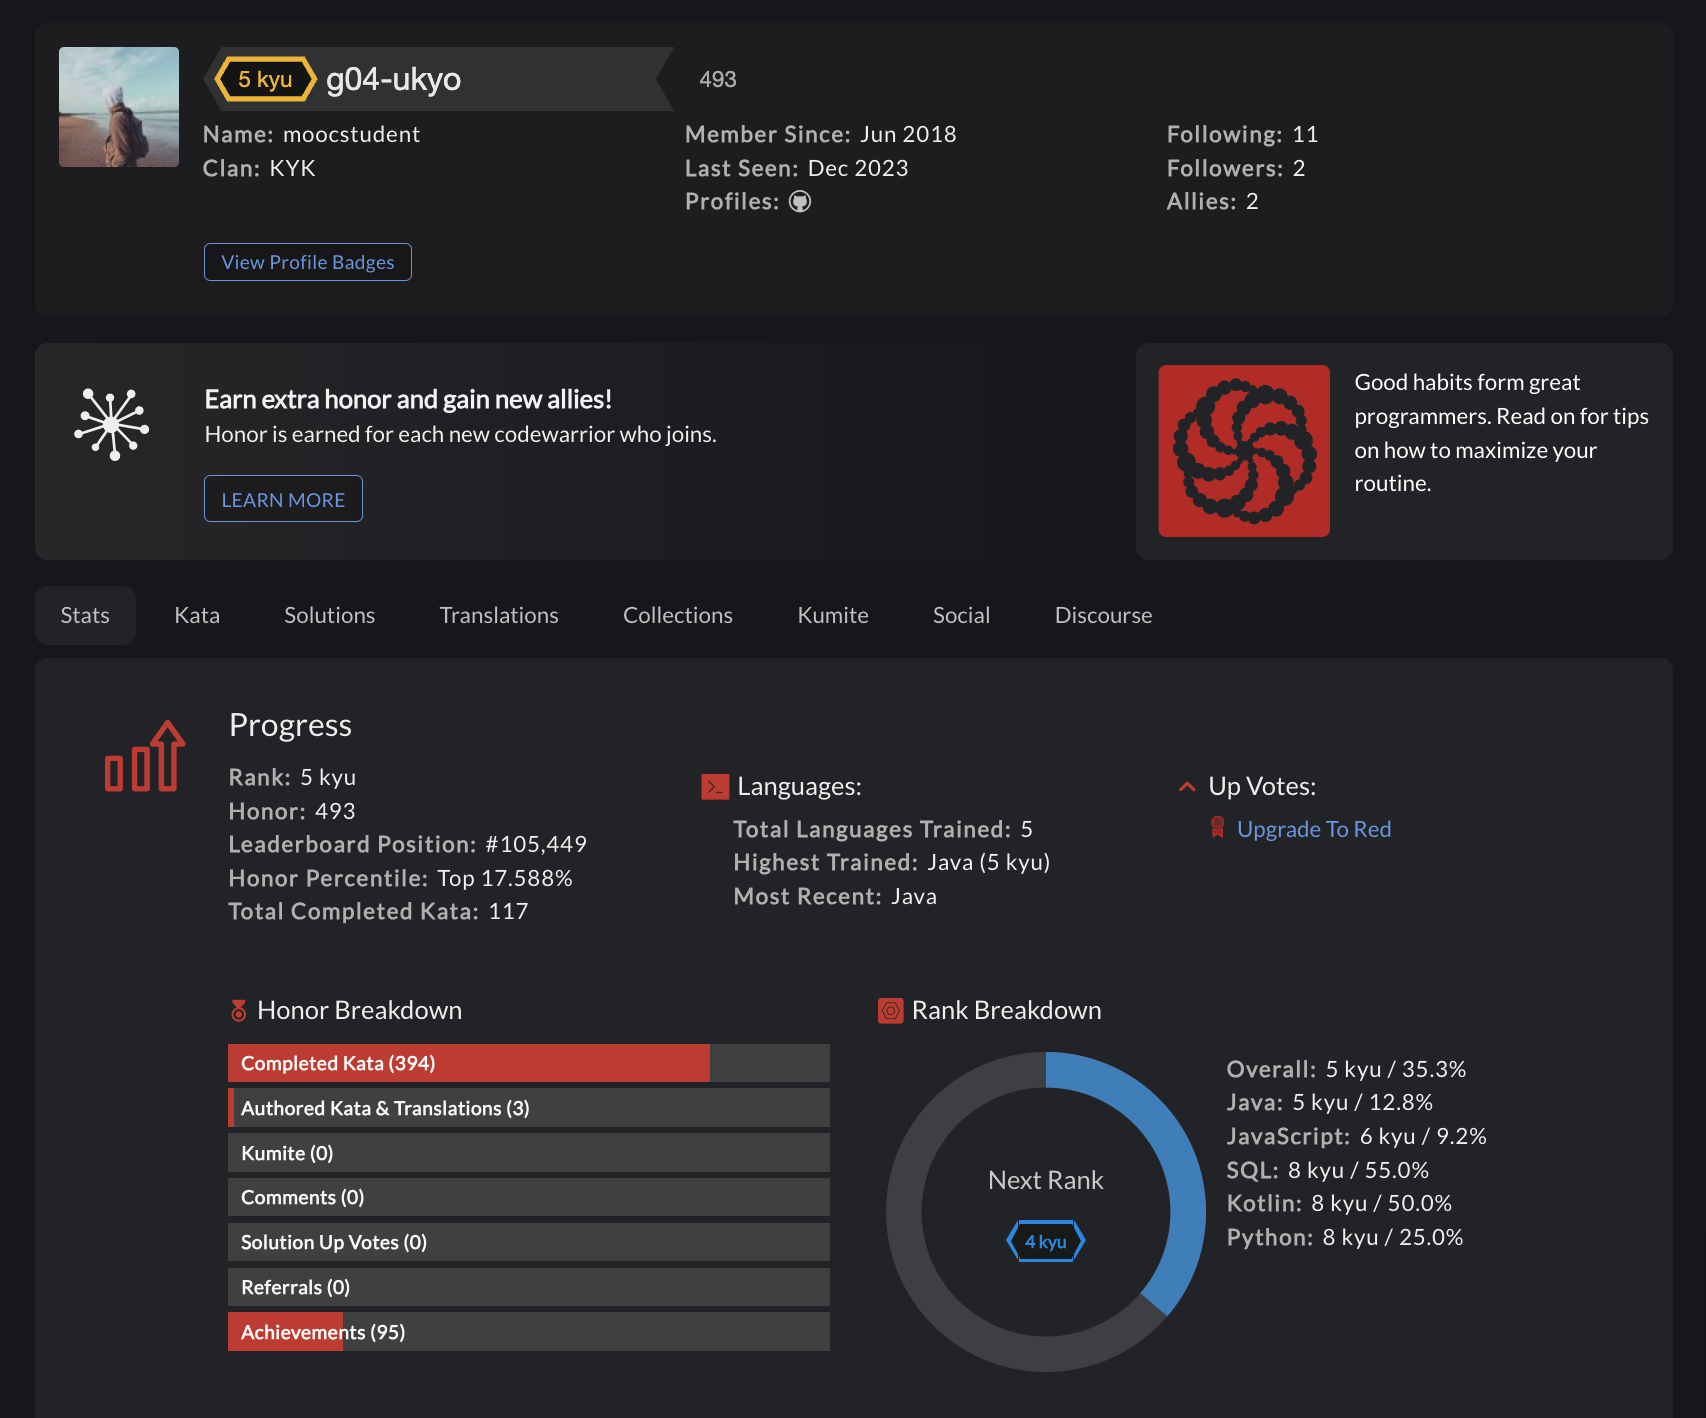 5 kyu g04-ukyo 493
Name: moocstudent
Clan: KYK
Member Since: Jun 2018
Last Seen: Dec 2023
Profiles:
Following: 11
Followers: 2
Allies: 2
View Profile Badges
Earn extra honor and gain new allies!
Honor is earned for each new codewarrior who joins.
LEARN MORE
Good habits form great
programmers. Read on for tips
on how to maximize your
routine.
Stats Kata Solutions Translations Collections Kumite Social Discourse
Progress
Rank: 5 kyu
Honor: 493
Leaderboard Position: #105,449
Honor Percentile: Top 17.588%
Total Completed Kata: 117
Languages:
Total Languages Trained: 5
Highest Trained: Java (5 kyu)
Most Recent: Java
Up Votes:
Upgrade To Red
Honor Breakdown
Completed Kata (394)
Authored Kata & Translations (3)
Kumite (0)
Comments (0)
Solution Up Votes (0)
Referrals (0)
Achievements (95)
Rank Breakdown
Next Rank
4 kyu
Overall: 5 kyu / 35.3%
Java: 5 kyu / 12.8%
JavaScript: 6 kyu / 9.2%
SQL: 8 kyu / 55.0%
Kotlin: 8 kyu / 50.0%
Python: 8 kyu / 25.0%